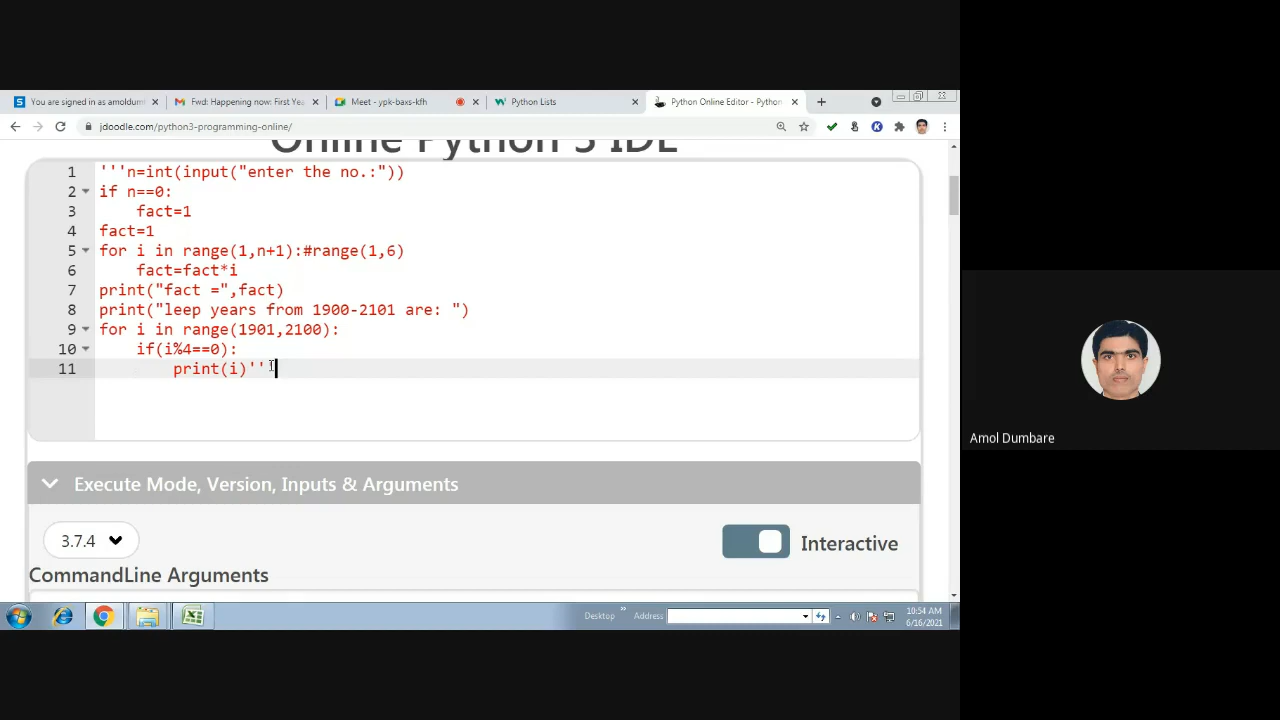 You are signed in as amoldum
Fwd: Happening now: First Yea
Meet - ypk-baxs-kfh
Python Lists
Python Online Editor - Python
jdoodle.com/python3-programming-online/
Online Python 3 IDE
1 '''n=int(input("enter the no.:"))
2 if n==0:
3 fact=1
4 fact=1
5 for i in range(1,n+1):#range(1,6)
6 fact=fact*i
7 print("fact =",fact)
8 print("leep years from 1900-2101 are: ")
9 for i in range(1901,2100):
10 if(i%4==0):
11 print(i)''
Execute Mode, Version, Inputs & Arguments
3.7.4
Interactive
CommandLine Arguments
Desktop
Address
10:54 AM
6/16/2021
Amol Dumbare